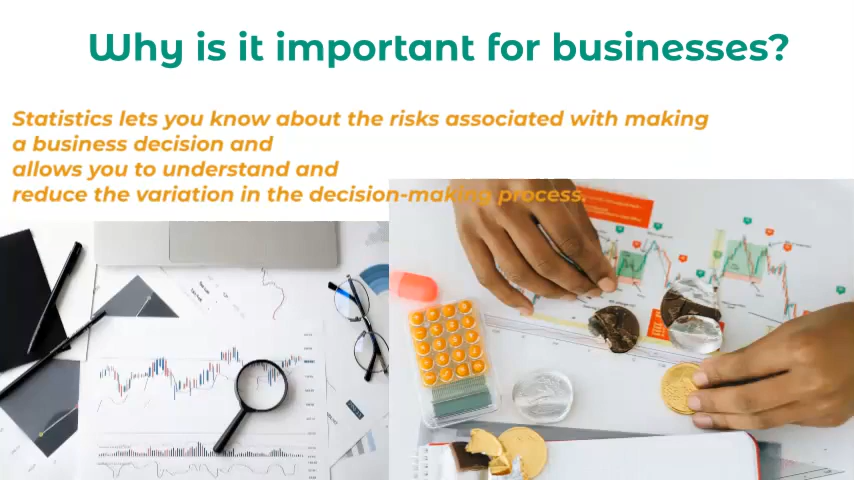 Why is it important for businesses?
Statistics lets you know about the risks associated with making
a business decision and
allows you to understand and
reduce the variation in the decision-making process.